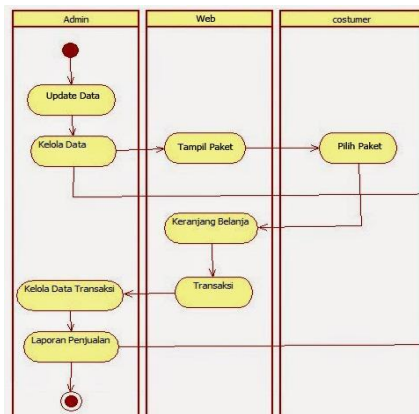 Admin
Web
costumer
Update Data
Kelola Data
Tampil Paket
Pilih Paket
Keranjang Belanja
Kelola Data Transaksi
Transaksi
Laporan Penjualan